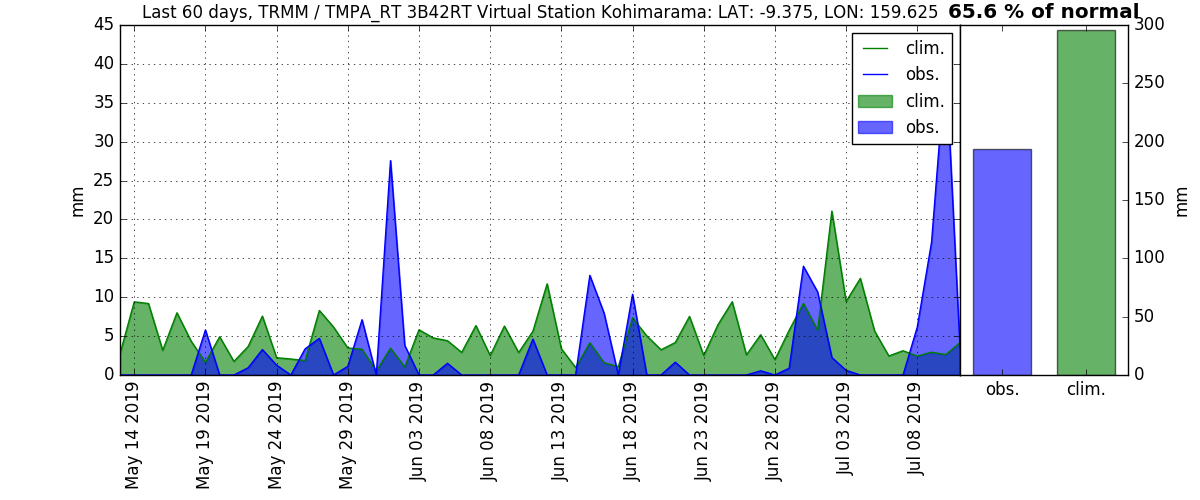 Last 60 days, TRMM / TMPA_RT 3B42RT Virtual Station Kohimarama: LAT: -9.375, LON: 159.625 65.6 % of normal
45
40
35
30
25
20
15
10
5
0
mm
clim.
obs.
clim.
obs.
300
250
200
150
100
50
0
mm
May 14 2019
May 19 2019
May 24 2019
May 29 2019
Jun 03 2019
Jun 08 2019
Jun 13 2019
Jun 18 2019
Jun 23 2019
Jun 28 2019
Jul 03 2019
Jul 08 2019
obs. clim.